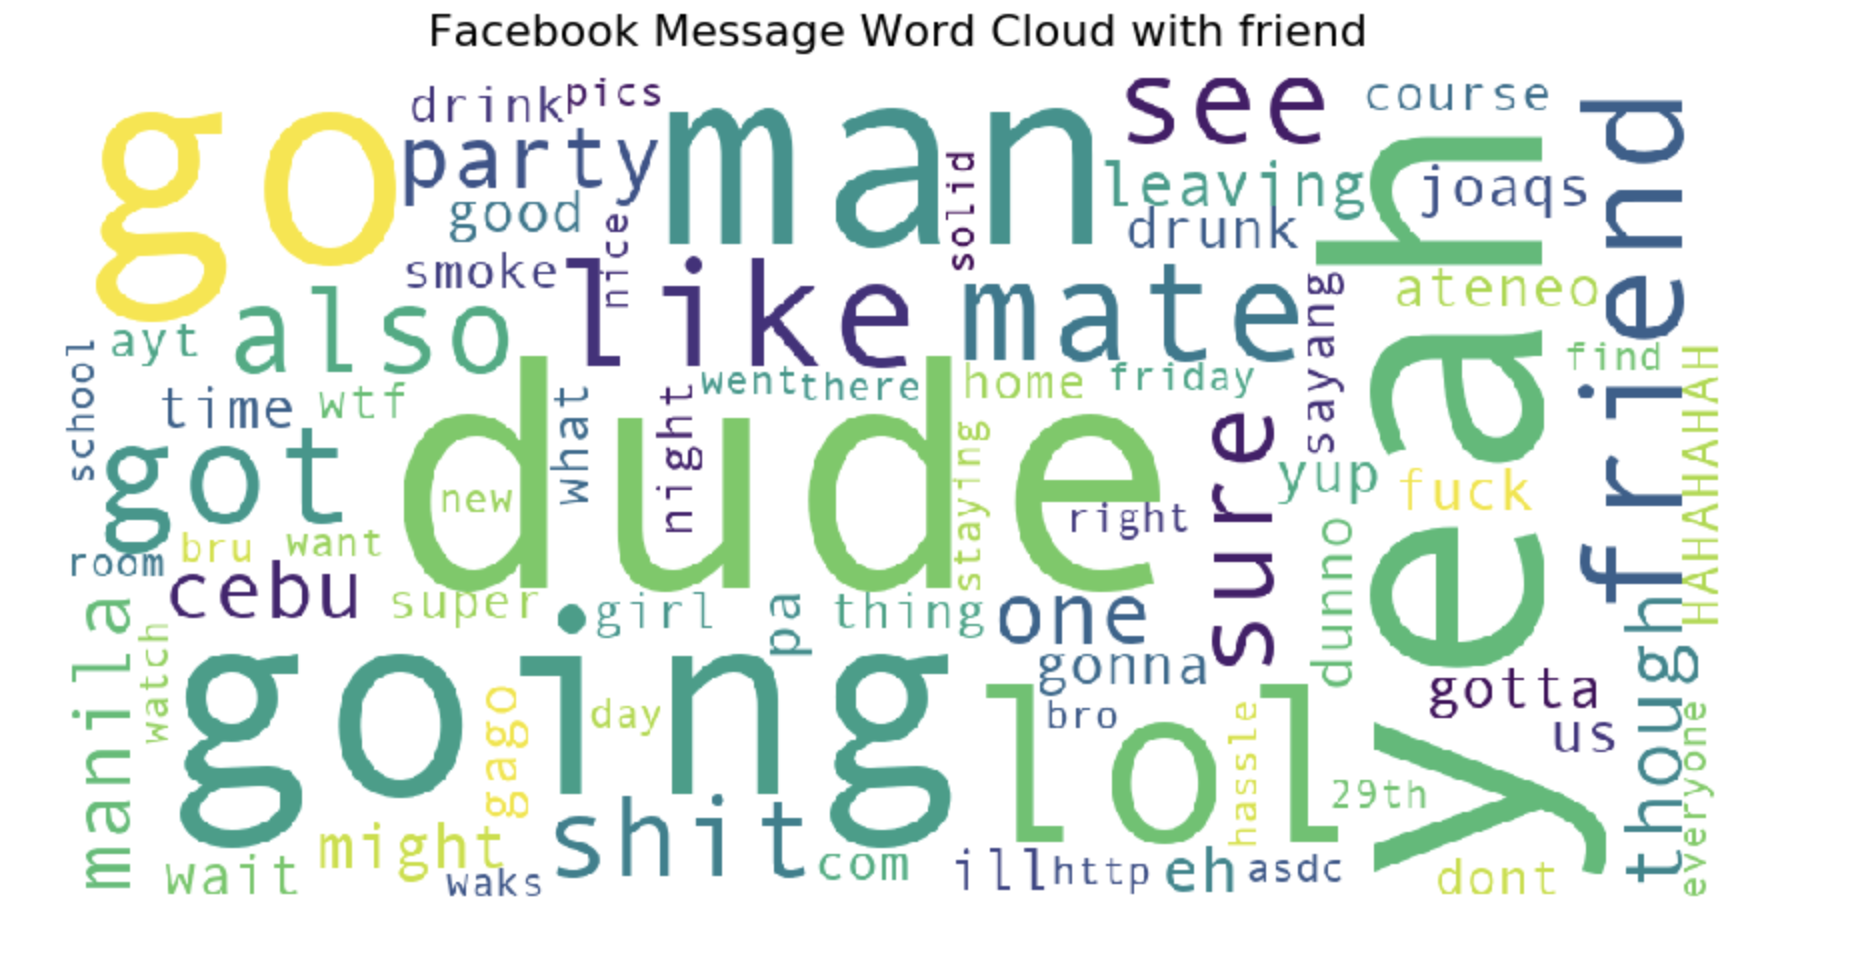 Facebook Message Word Cloud with friend
go
drink
pics
party
man
see
course
friend
good
nice
solid
leaving
joaqs
drunk
yeah
smoke
like
mate
sayang
ateneo
ayt
also
school
time
wtf
went
there
home
friday
find
HAHAHAHAHAH
got
dude
what
night
new
staying
right
sure
yup
fuck
room
bru
want
cebu
super
girl
pa
thing
one
dunno
manila
watch
going
gago
day
gonna
bro
lol
hassle
gotta
us
though
everyone
29th
might
shit
wait
waks
com
ill
http
eh
asdc
dont